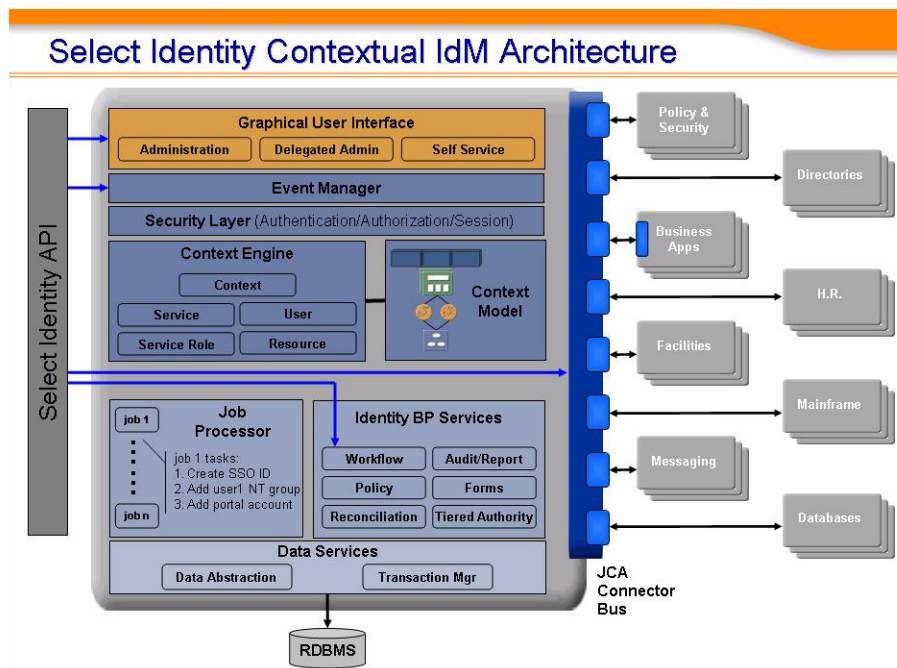 Select Identity Contextual IdM Architecture
Select Identity API
Graphical User Interface
Administration
Delegated Admin
Self Service
Event Manager
Security Layer (Authentication/Authorization/Session)
Context Engine
Context
Service
User
Service Role
Resource
Context
Model
Job
Processor
job 1
job 1 tasks:
1. Create SSO ID
2. Add user1 NT group
3. Add portal account
job n
Identity BP Services
Workflow
Audit/Report
Policy
Forms
Reconciliation
Tiered Authority
Data Services
Data Abstraction
Transaction Mgr
RDBMS
JCA
Connector
Bus
Policy &
Security
Directories
Business
Apps
H.R.
Facilities
Mainframe
Messaging
Databases